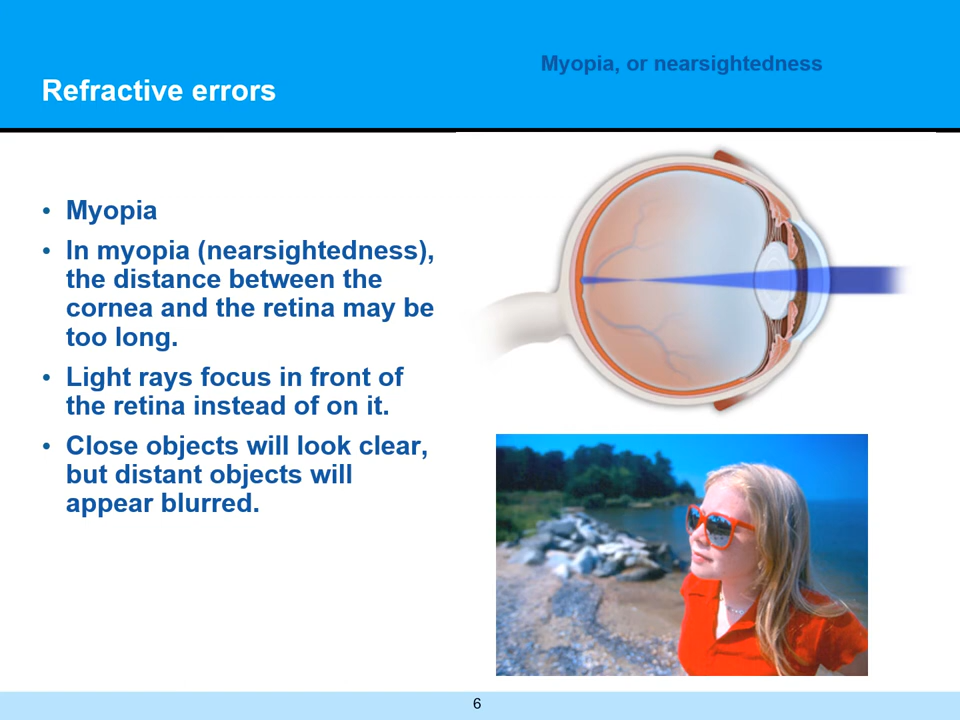 Myopia, or nearsightedness
Refractive errors
• Myopia
• In myopia (nearsightedness),
the distance between the
cornea and the retina may be
too long.
• Light rays focus in front of
the retina instead of on it.
• Close objects will look clear,
but distant objects will
appear blurred.
6